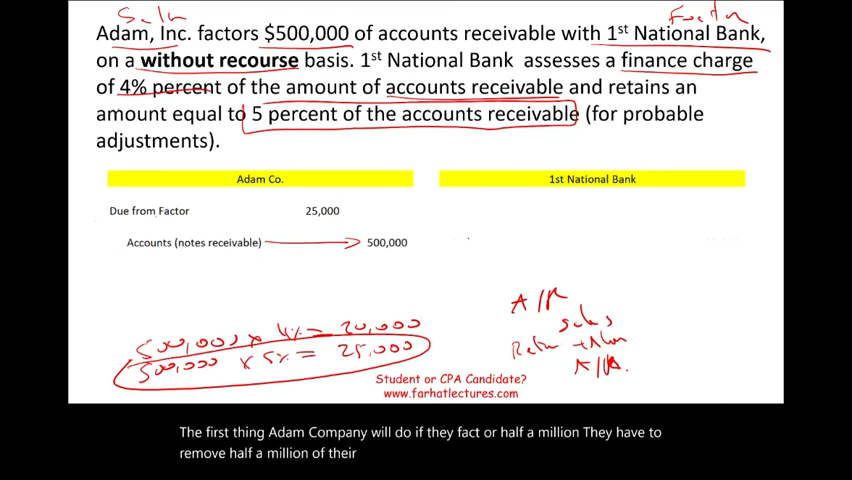 Factor
Adam, Inc. factors $500,000 of accounts receivable with 1st National Bank,
on a without recourse basis. 1st National Bank assesses a finance charge
of 4% percent of the amount of accounts receivable and retains an
amount equal to 5 percent of the accounts receivable (for probable
adjustments).
Adam Co.
1st National Bank
Due from Factor 25,000
Accounts (notes receivable) 500,000
A/R
Sales
500,000 x 4% = 20,000
500,000 x 5% = 25,000
A/R.
Student or CPA Candidate?
www.farhatlectures.com
The first thing Adam Company will do if they fact or half a million They have to
remove half a million of their